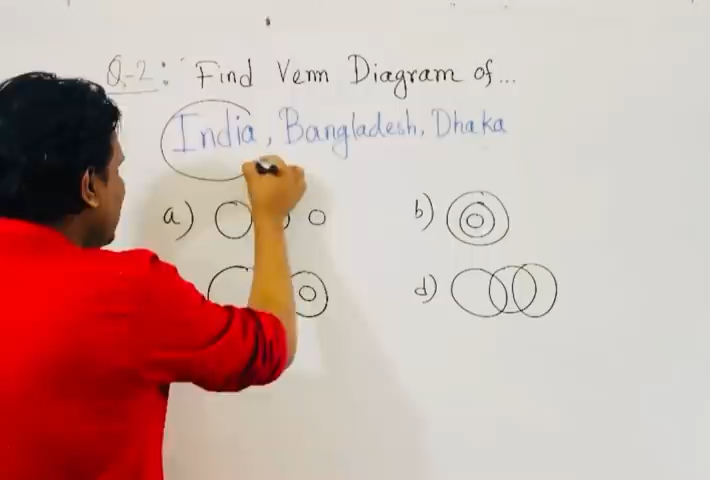 Q-2: Find Venn Diagram of...
India, Bangladesh, Dhaka
a)
b)
d)